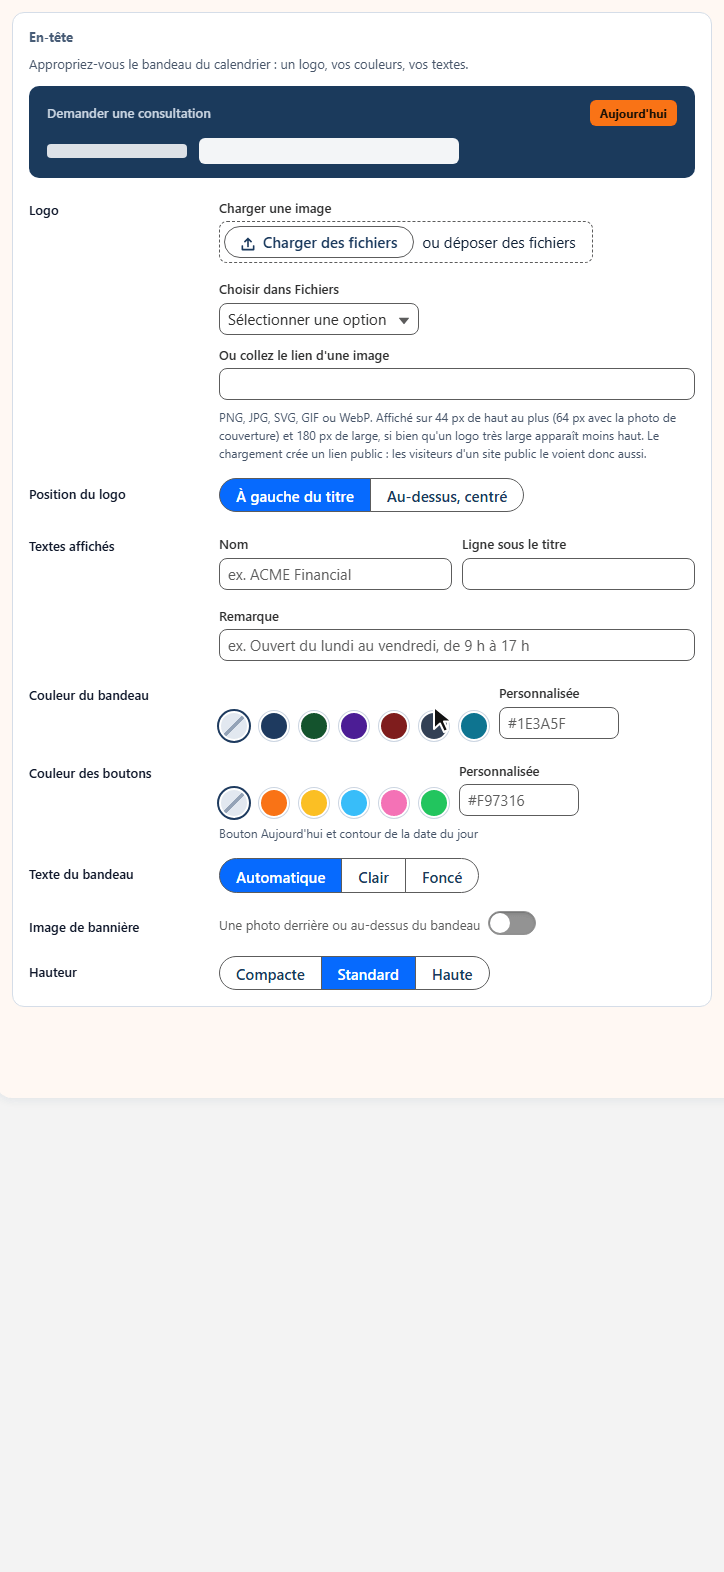 En-tête
Appropriez-vous le bandeau du calendrier : un logo, vos couleurs, vos textes.
Demander une consultation
Aujourd'hui
Logo
Charger une image
Charger des fichiers
ou déposer des fichiers
Choisir dans Fichiers
Sélectionner une option
Ou collez le lien d'une image
PNG, JPG, SVG, GIF ou WebP. Affiché sur 44 px de haut au plus (64 px avec la photo de
couverture) et 180 px de large, si bien qu'un logo très large apparaît moins haut. Le
chargement crée un lien public : les visiteurs d'un site public le voient donc aussi.
Position du logo
À gauche du titre
Au-dessus, centré
Textes affichés
Nom
Ligne sous le titre
ex. ACME Financial
Remarque
ex. Ouvert du lundi au vendredi, de 9 h à 17 h
Couleur du bandeau
Personnalisée
#1E3A5F
Couleur des boutons
Personnalisée
#F97316
Bouton Aujourd'hui et contour de la date du jour
Texte du bandeau
Automatique
Clair
Foncé
Image de bannière
Une photo derrière ou au-dessus du bandeau
Hauteur
Compacte
Standard
Haute